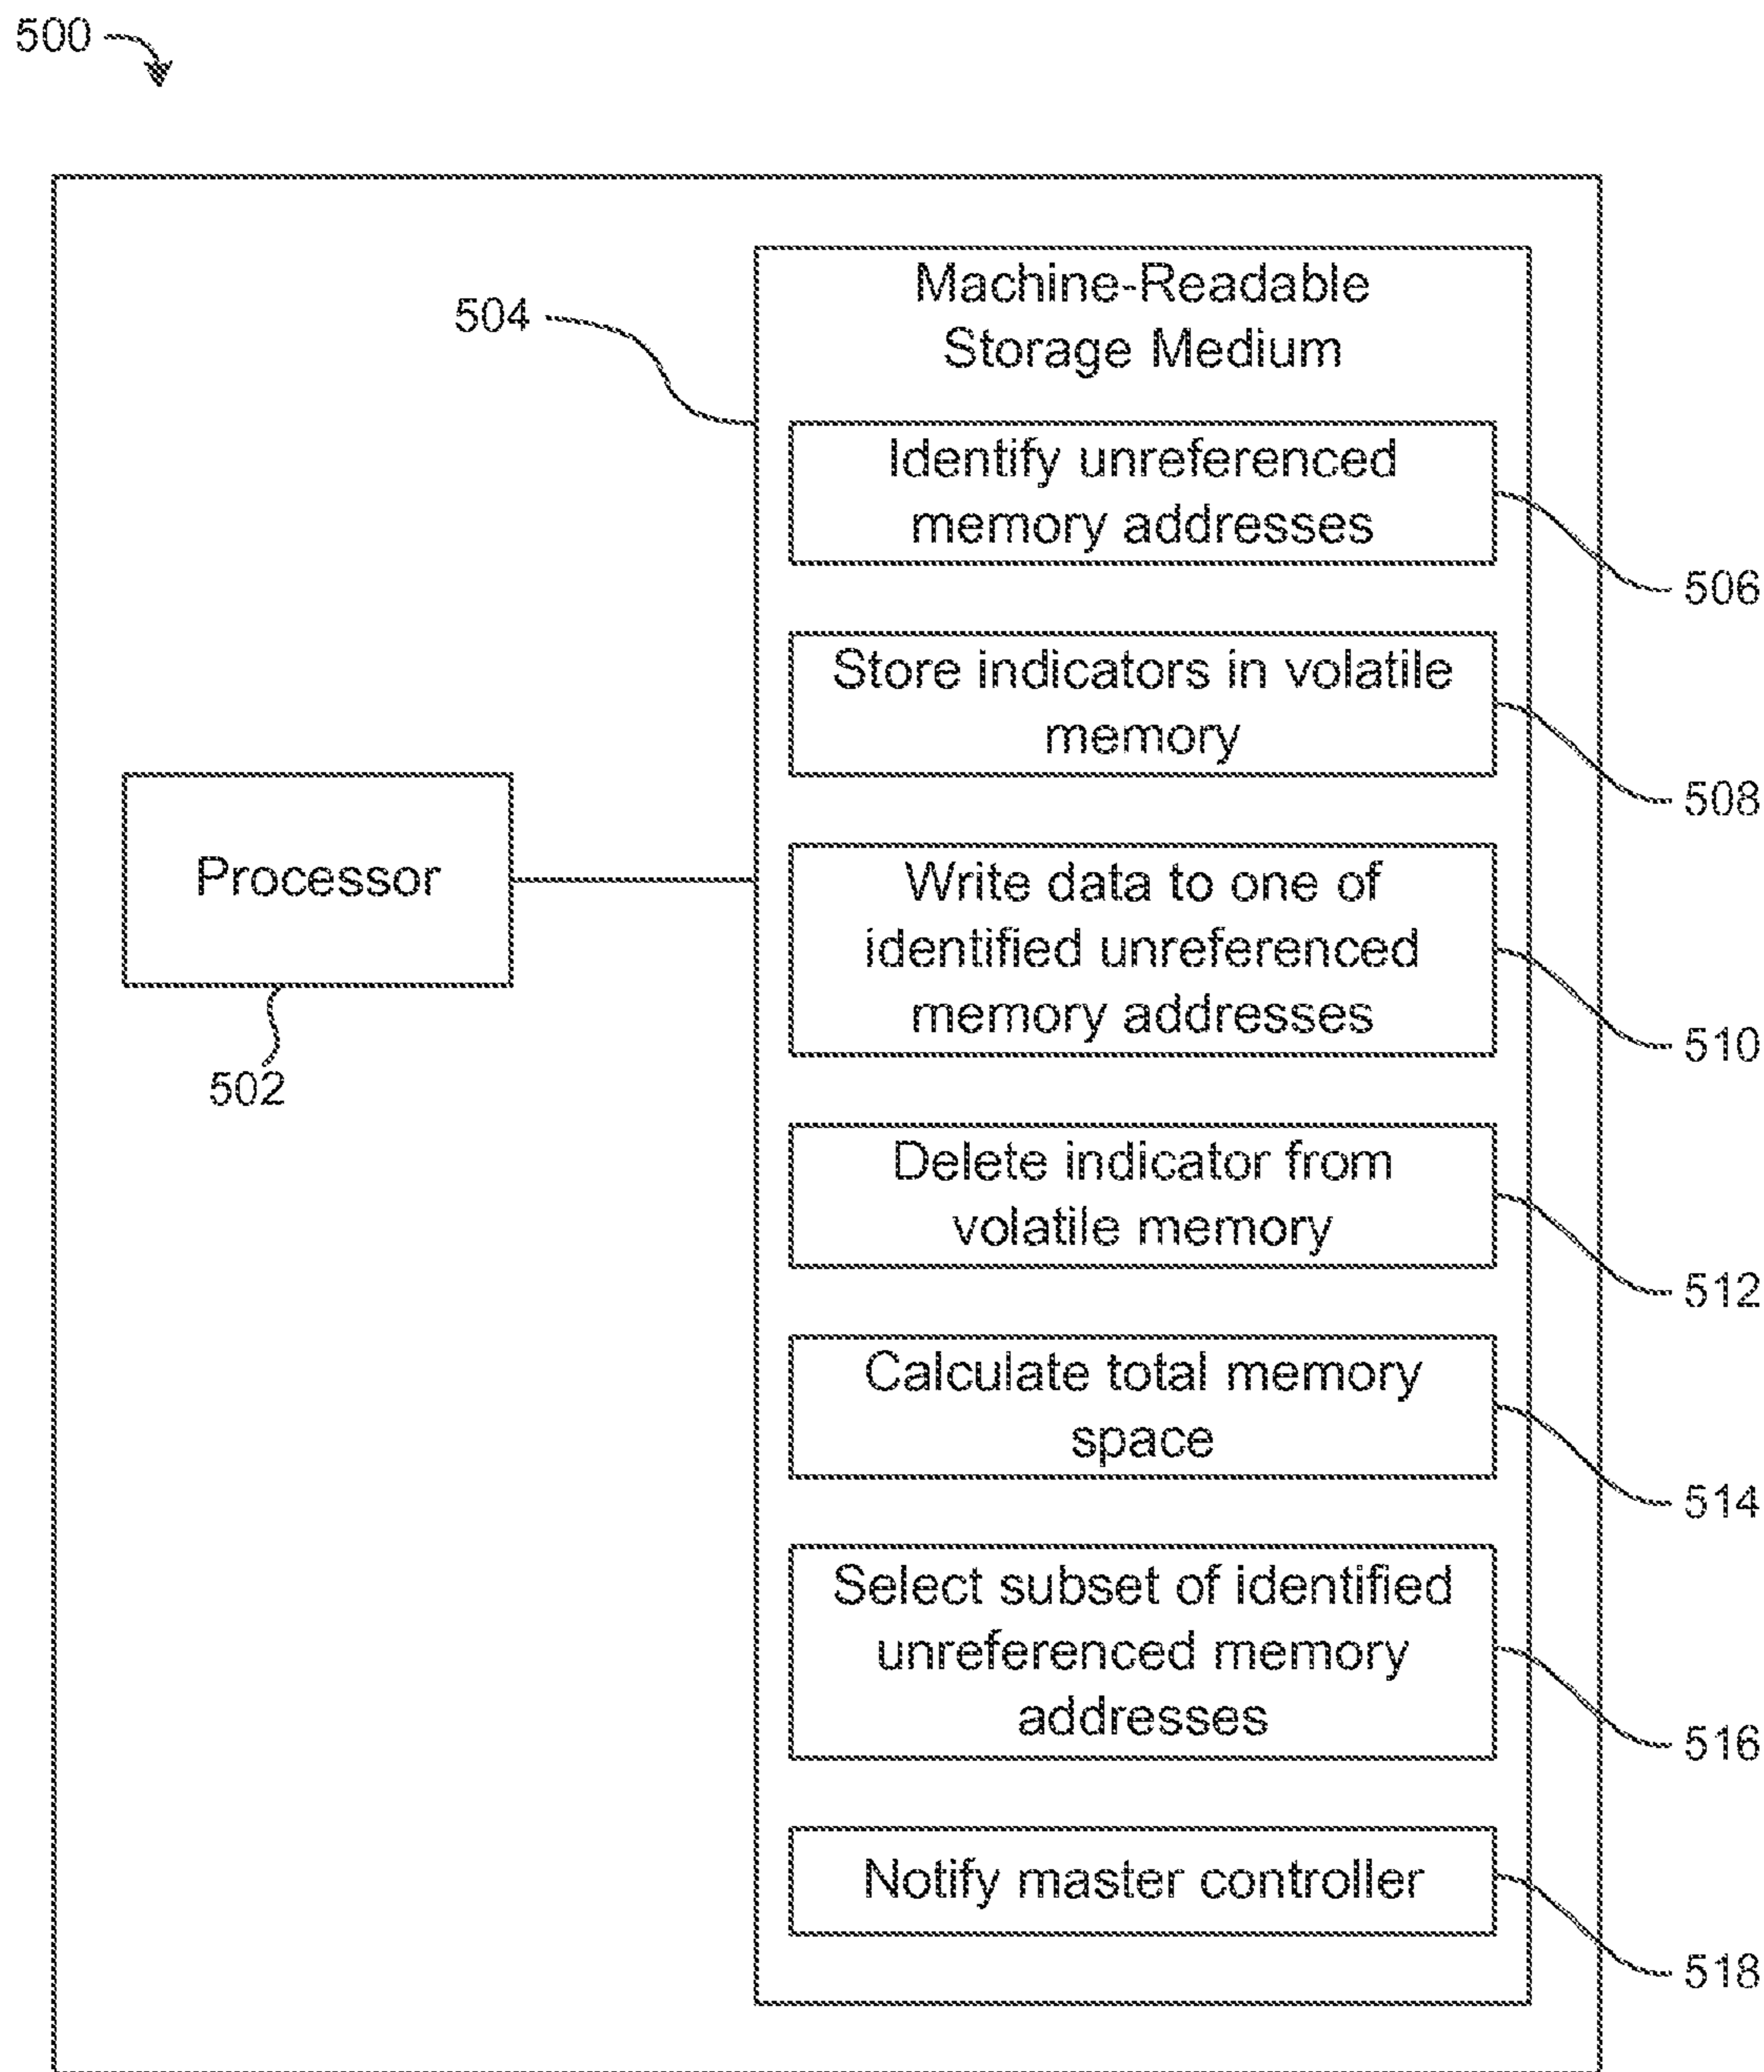 500
Machine-Readable
Storage Medium
504
Identify unreferenced
memory addresses
506
Store indicators in volatile
memory
508
Processor
502
Write data to one of
identified unreferenced
memory addresses
510
Delete indicator from
volatile memory
512
Calculate total memory
space
514
Select subset of identified
unreferenced memory
addresses
516
Notify master controller
518